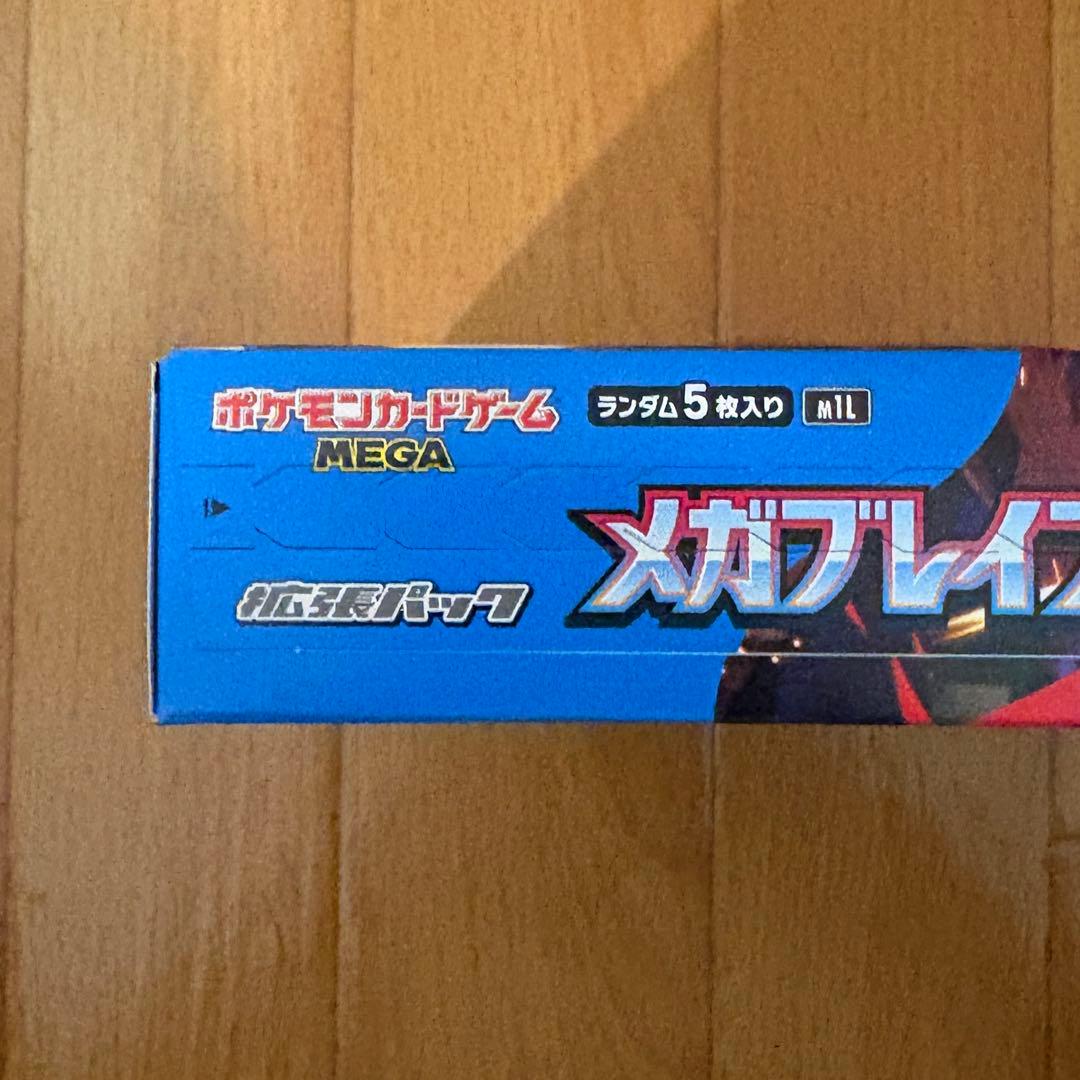 ポケモンカードゲーム
MEGA
ランダム5枚入り M1L
メガブレイブ
拡張パック